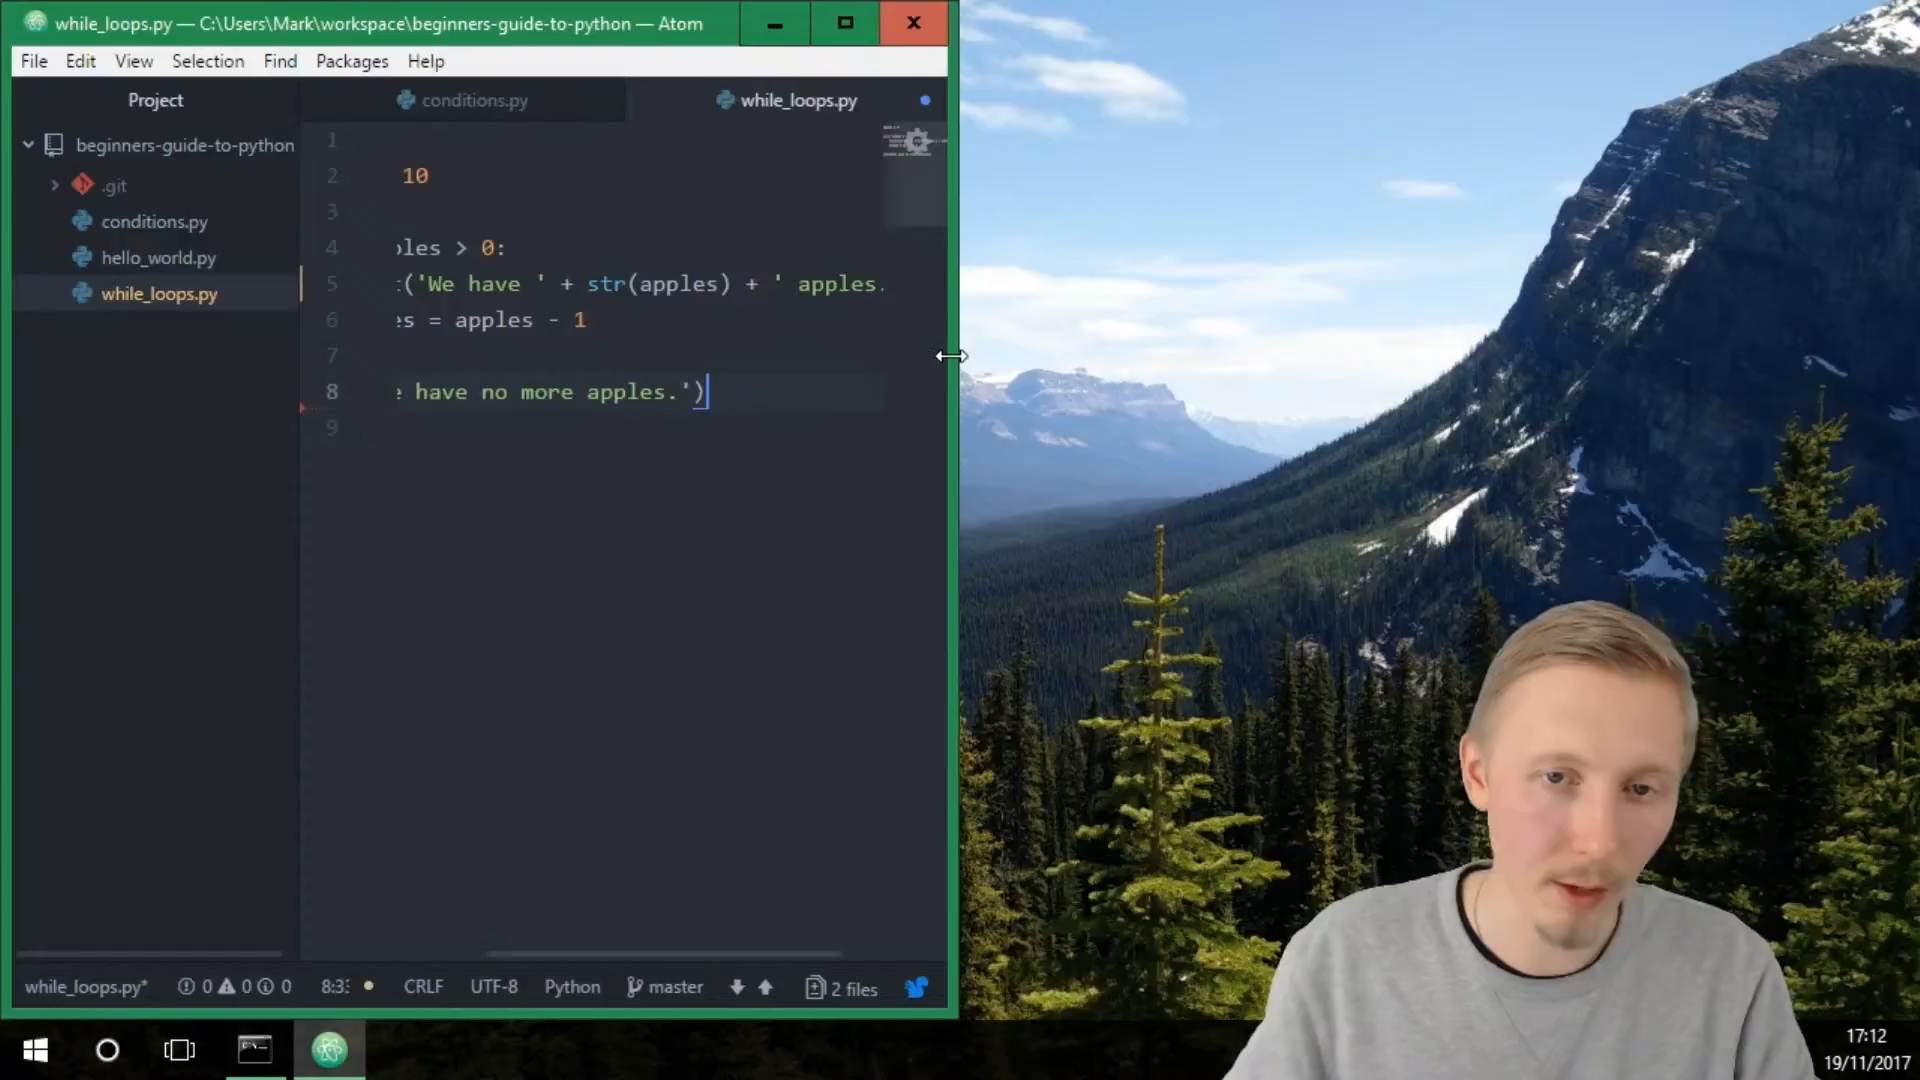 while_loops.py — C:\Users\Mark\workspace\beginners-guide-to-python — Atom
File Edit View Selection Find Packages Help
Project
conditions.py
while_loops.py
beginners-guide-to-python
.git
conditions.py
hello_world.py
while_loops.py
1
2 10
3
4 ples > 0:
5 t('We have ' + str(apples) + ' apples.
6 es = apples - 1
7
8 e have no more apples.')
9
while_loops.py* 0 0 0 8:3 CRLF UTF-8 Python master 2 files
17:12
19/11/2017